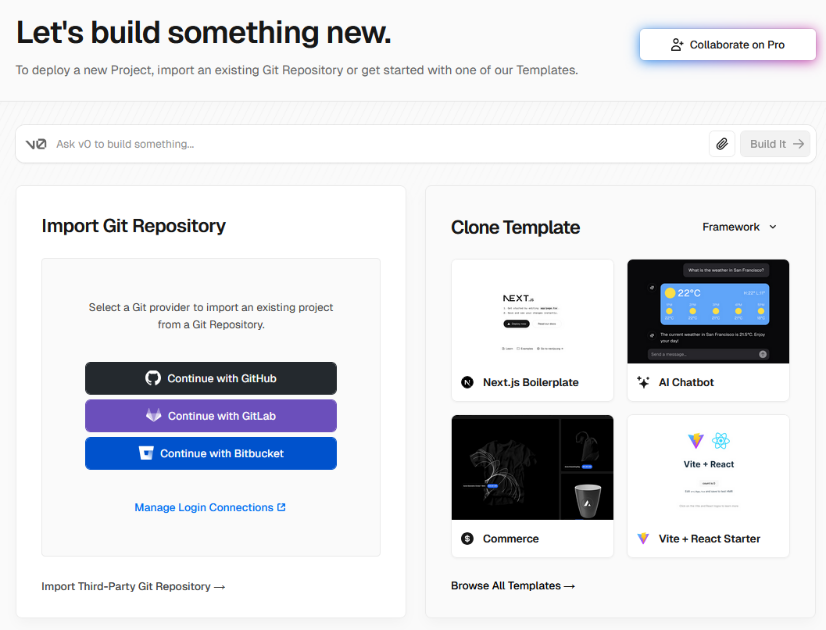 Let's build something new.
Collaborate on Pro
To deploy a new Project, import an existing Git Repository or get started with one of our Templates.
v0 Ask v0 to build something...
Build It →
Import Git Repository
Select a Git provider to import an existing project
from a Git Repository.
Continue with GitHub
Continue with GitLab
Continue with Bitbucket
Manage Login Connections
Import Third-Party Git Repository →
Clone Template
Framework
NEXT.js
Next.js Boilerplate
What is the weather in San Francisco?
22°C
The current weather in San Francisco is 21.5°C. Enjoy
your day!
Send a message...
AI Chatbot
Commerce
Vite + React
Vite + React Starter
Browse All Templates →